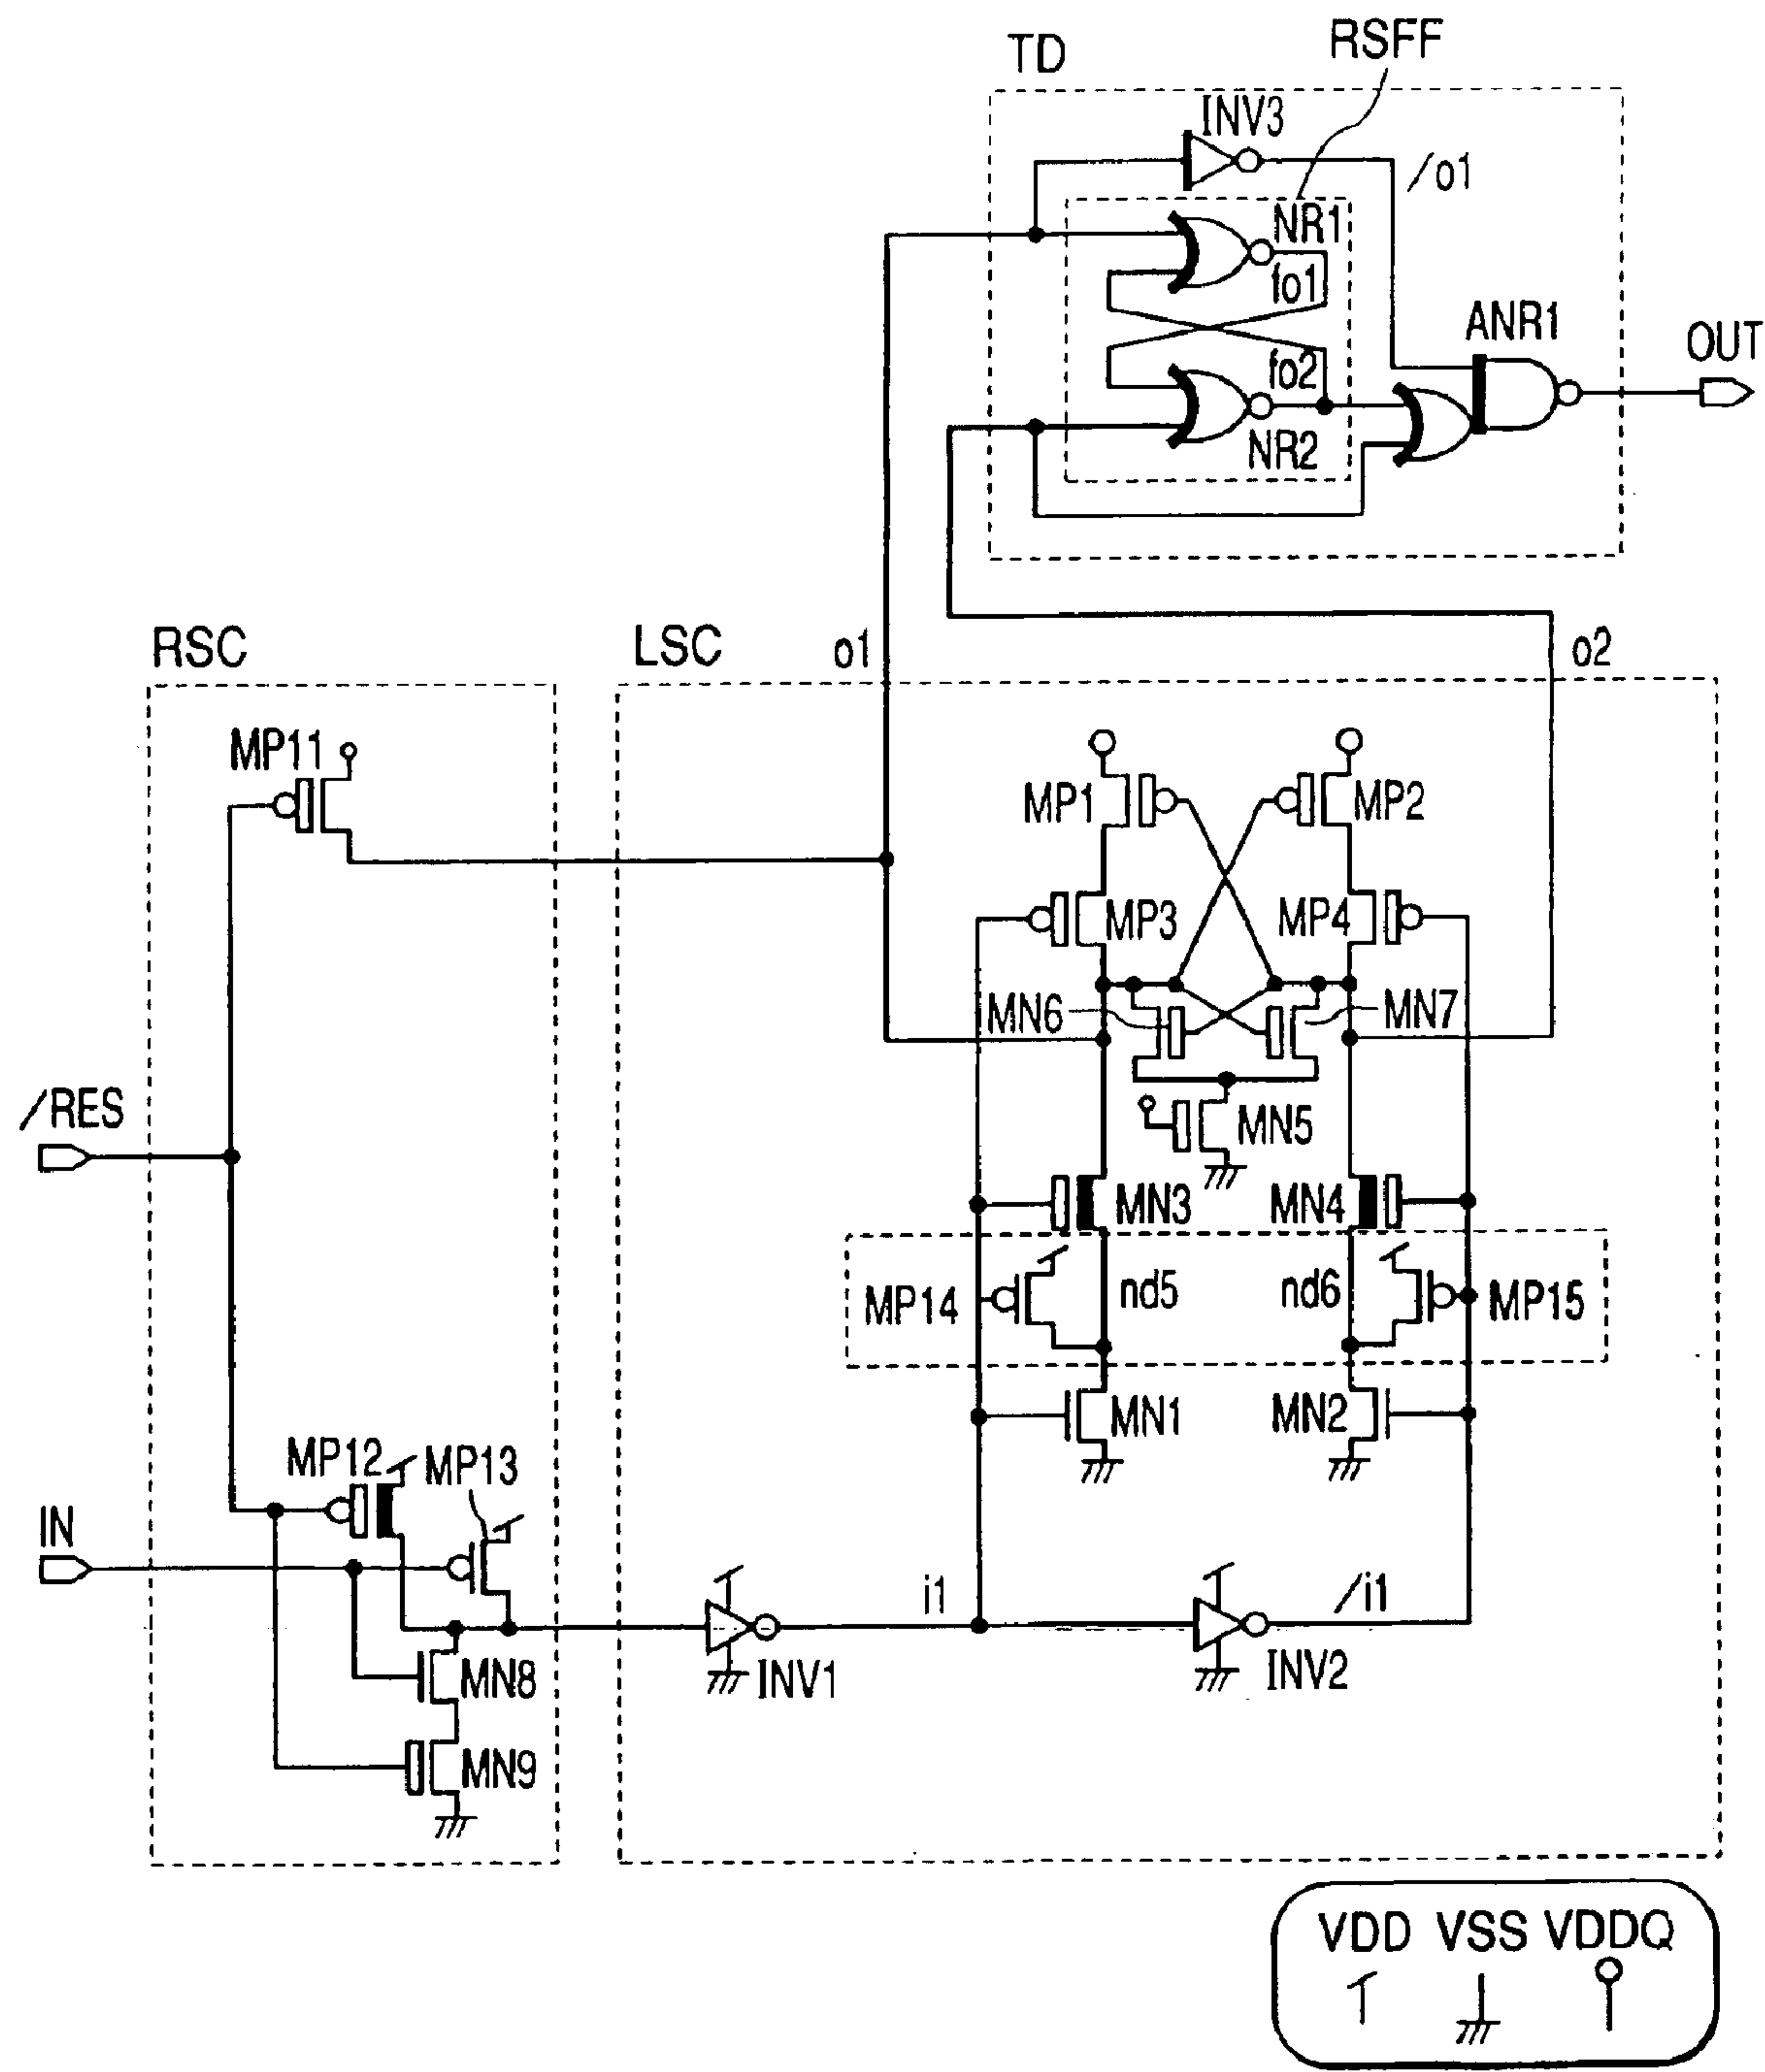 RSFF
TD
INV3
/o1
NR1
fo1
ANR1
OUT
fo2
NR2
RSC
LSC
o1
o2
MP11
MP1
MP2
MP3
MP4
MN6
MN7
/RES
MN5
MN3
MN4
MP14
nd5
nd6
MP15
MN1
MN2
MP12
MP13
IN
i1
/i1
MN8
INV1
INV2
MN9
VDD VSS VDDQ